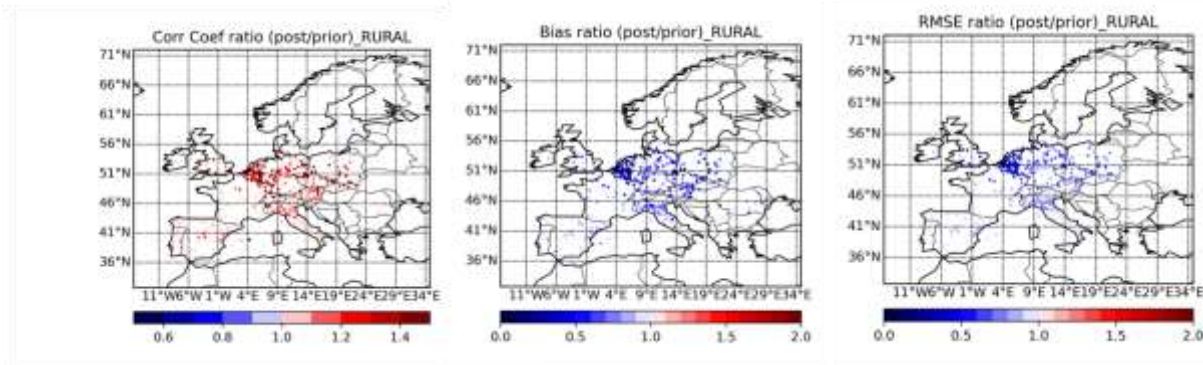 Corr Coef ratio (post/prior)_RURAL
71°N
66°N
61°N
56°N
51°N
46°N
41°N
36°N
11°W6°W 1°W 4°E 9°E 14°E19°E24°E29°E34°E
0.6 0.8 1.0 1.2 1.4
Bias ratio (post/prior)_RURAL
71°N
66°N
61°N
56°N
51°N
46°N
41°N
36°N
11°W6°W 1°W 4°E 9°E 14°E19°E24°E29°E34°E
0.0 0.5 1.0 1.5 2.0
RMSE ratio (post/prior)_RURAL
71°N
66°N
61°N
56°N
51°N
46°N
41°N
36°N
11°W6°W 1°W 4°E 9°E 14°E19°E24°E29°E34°E
0.0 0.5 1.0 1.5 2.0